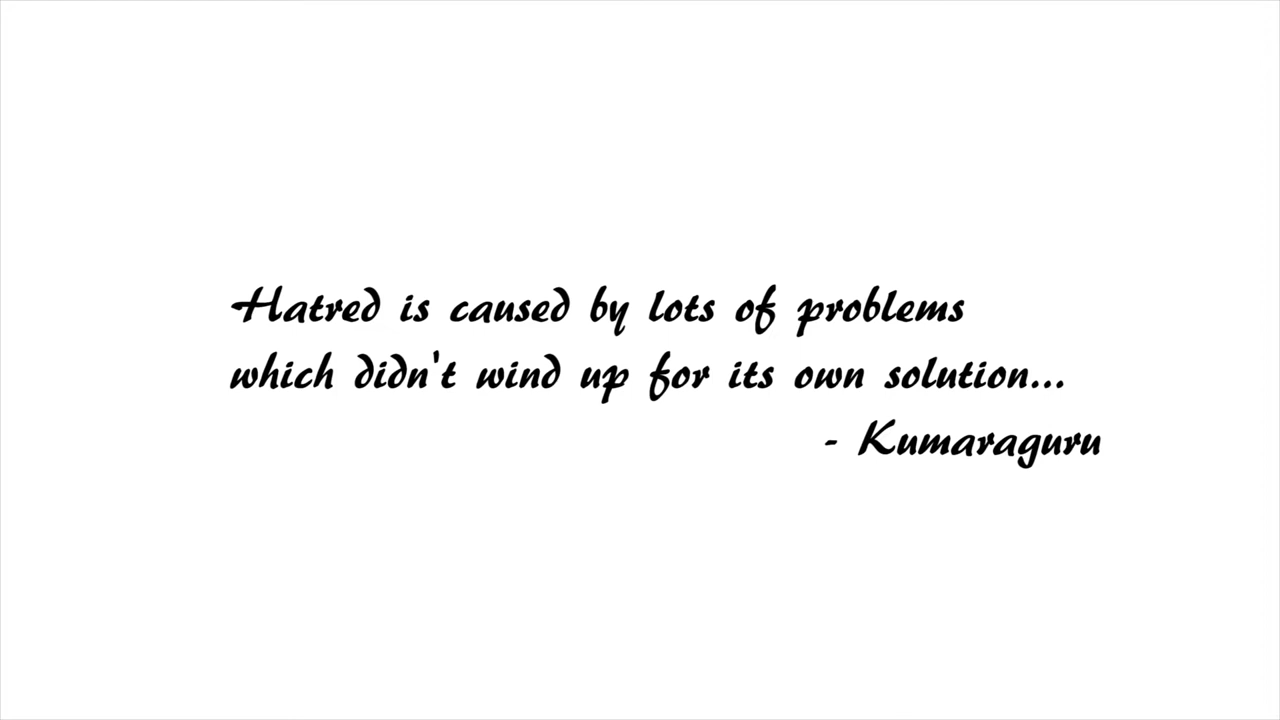 Hatred is caused by lots of problems
which didn't wind up for its own solution...
- Kumaraguru